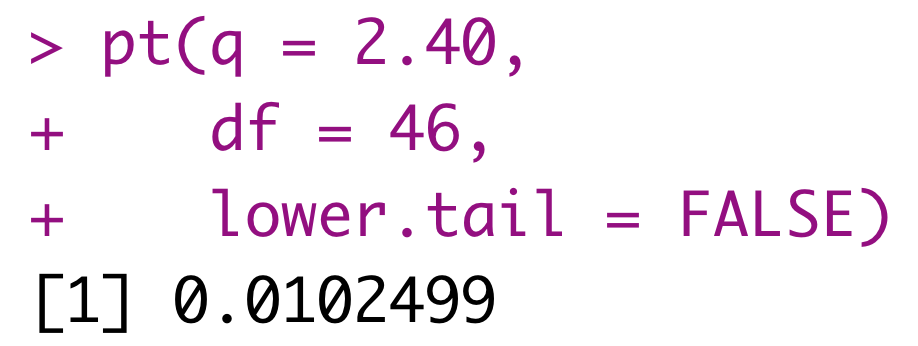 > pt(q = 2.40,
+    df = 46,
+    lower.tail = FALSE)
[1] 0.0102499